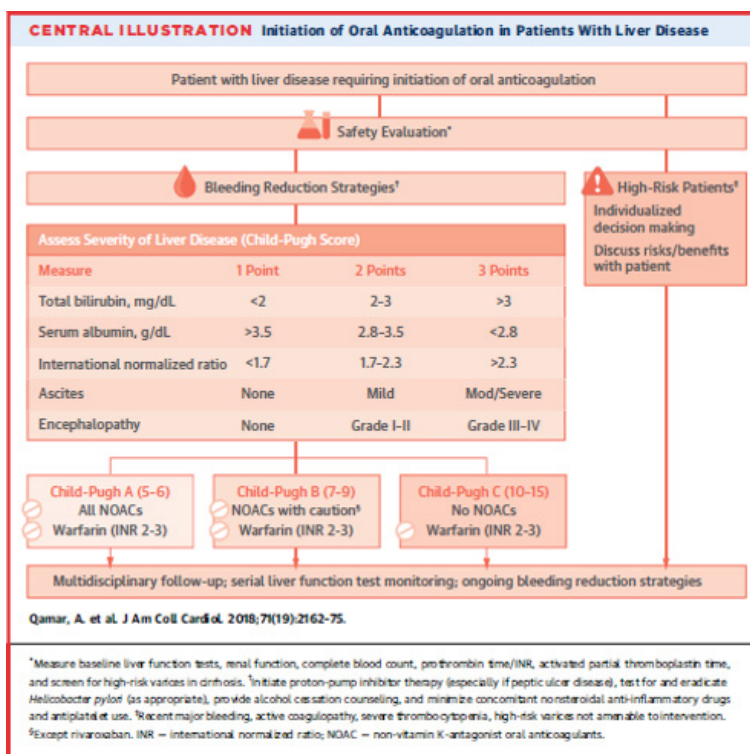 CENTRAL ILLUSTRATION Initiation of Oral Anticoagulation in Patients With Liver Disease
Patient with liver disease requiring initiation of oral anticoagulation
Safety Evaluation*
Bleeding Reduction Strategies†
High-Risk Patients‡
Individualized
decision making
Discuss risks/benefits
with patient
Assess Severity of Liver Disease (Child-Pugh Score)
Measure 1 Point 2 Points 3 Points
Total bilirubin, mg/dL <2 2-3 >3
Serum albumin, g/dL >3.5 2.8-3.5 <2.8
International normalized ratio <1.7 1.7-2.3 >2.3
Ascites None Mild Mod/Severe
Encephalopathy None Grade I-II Grade III-IV
Child-Pugh A (5-6)
All NOACs
Warfarin (INR 2-3)
Child-Pugh B (7-9)
NOACs with caution§
Warfarin (INR 2-3)
Child-Pugh C (10-15)
No NOACs
Warfarin (INR 2-3)
Multidisciplinary follow-up; serial liver function test monitoring; ongoing bleeding reduction strategies
Qamar, A. et al. J Am Coll Cardiol. 2018;71(19):2162-75.
*Measure baseline liver function tests, renal function, complete blood count, prothrombin time/INR, activated partial thromboplastin time,
and screen for high-risk varices in cirrhosis. †Initiate proton-pump inhibitor therapy (especially if peptic ulcer disease), test for and eradicate
Helicobacter pylori (as appropriate), provide alcohol cessation counseling, and minimize concomitant nonsteroidal anti-inflammatory drugs
and antiplatelet use. ‡Recent major bleeding, active coagulopathy, severe thrombocytopenia, high-risk varices not amenable to intervention.
§Except rivaroxaban. INR = international normalized ratio; NOAC = non-vitamin K-antagonist oral anticoagulants.